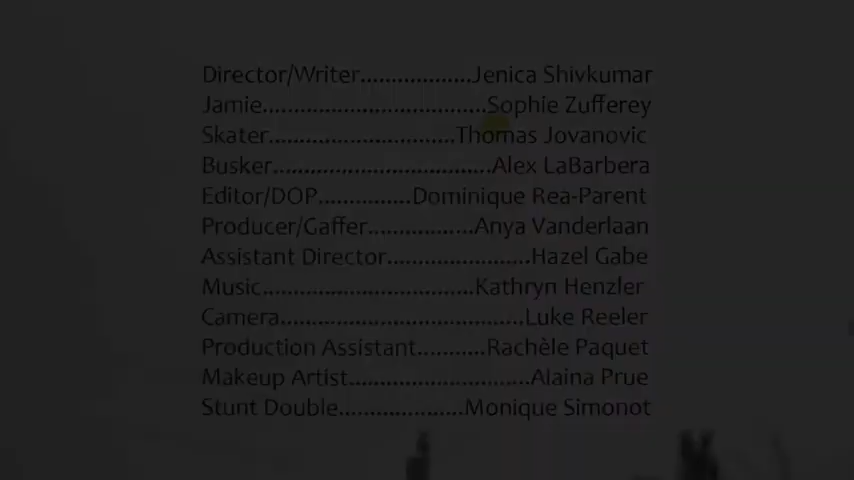 Director/Writer..................Jenica Shivkumar
Jamie.....................................Sophie Zufferey
Skater..............................Thomas Jovanovic
Busker....................................Alex LaBarbera
Editor/DOP...............Dominique Rea-Parent
Producer/Gaffer.................Anya Vanderlaan
Assistant Director.......................Hazel Gabe
Music...................................Kathryn Henzler
Camera........................................Luke Reeler
Production Assistant...........Rachèle Paquet
Makeup Artist..............................Alaina Prue
Stunt Double....................Monique Simonot